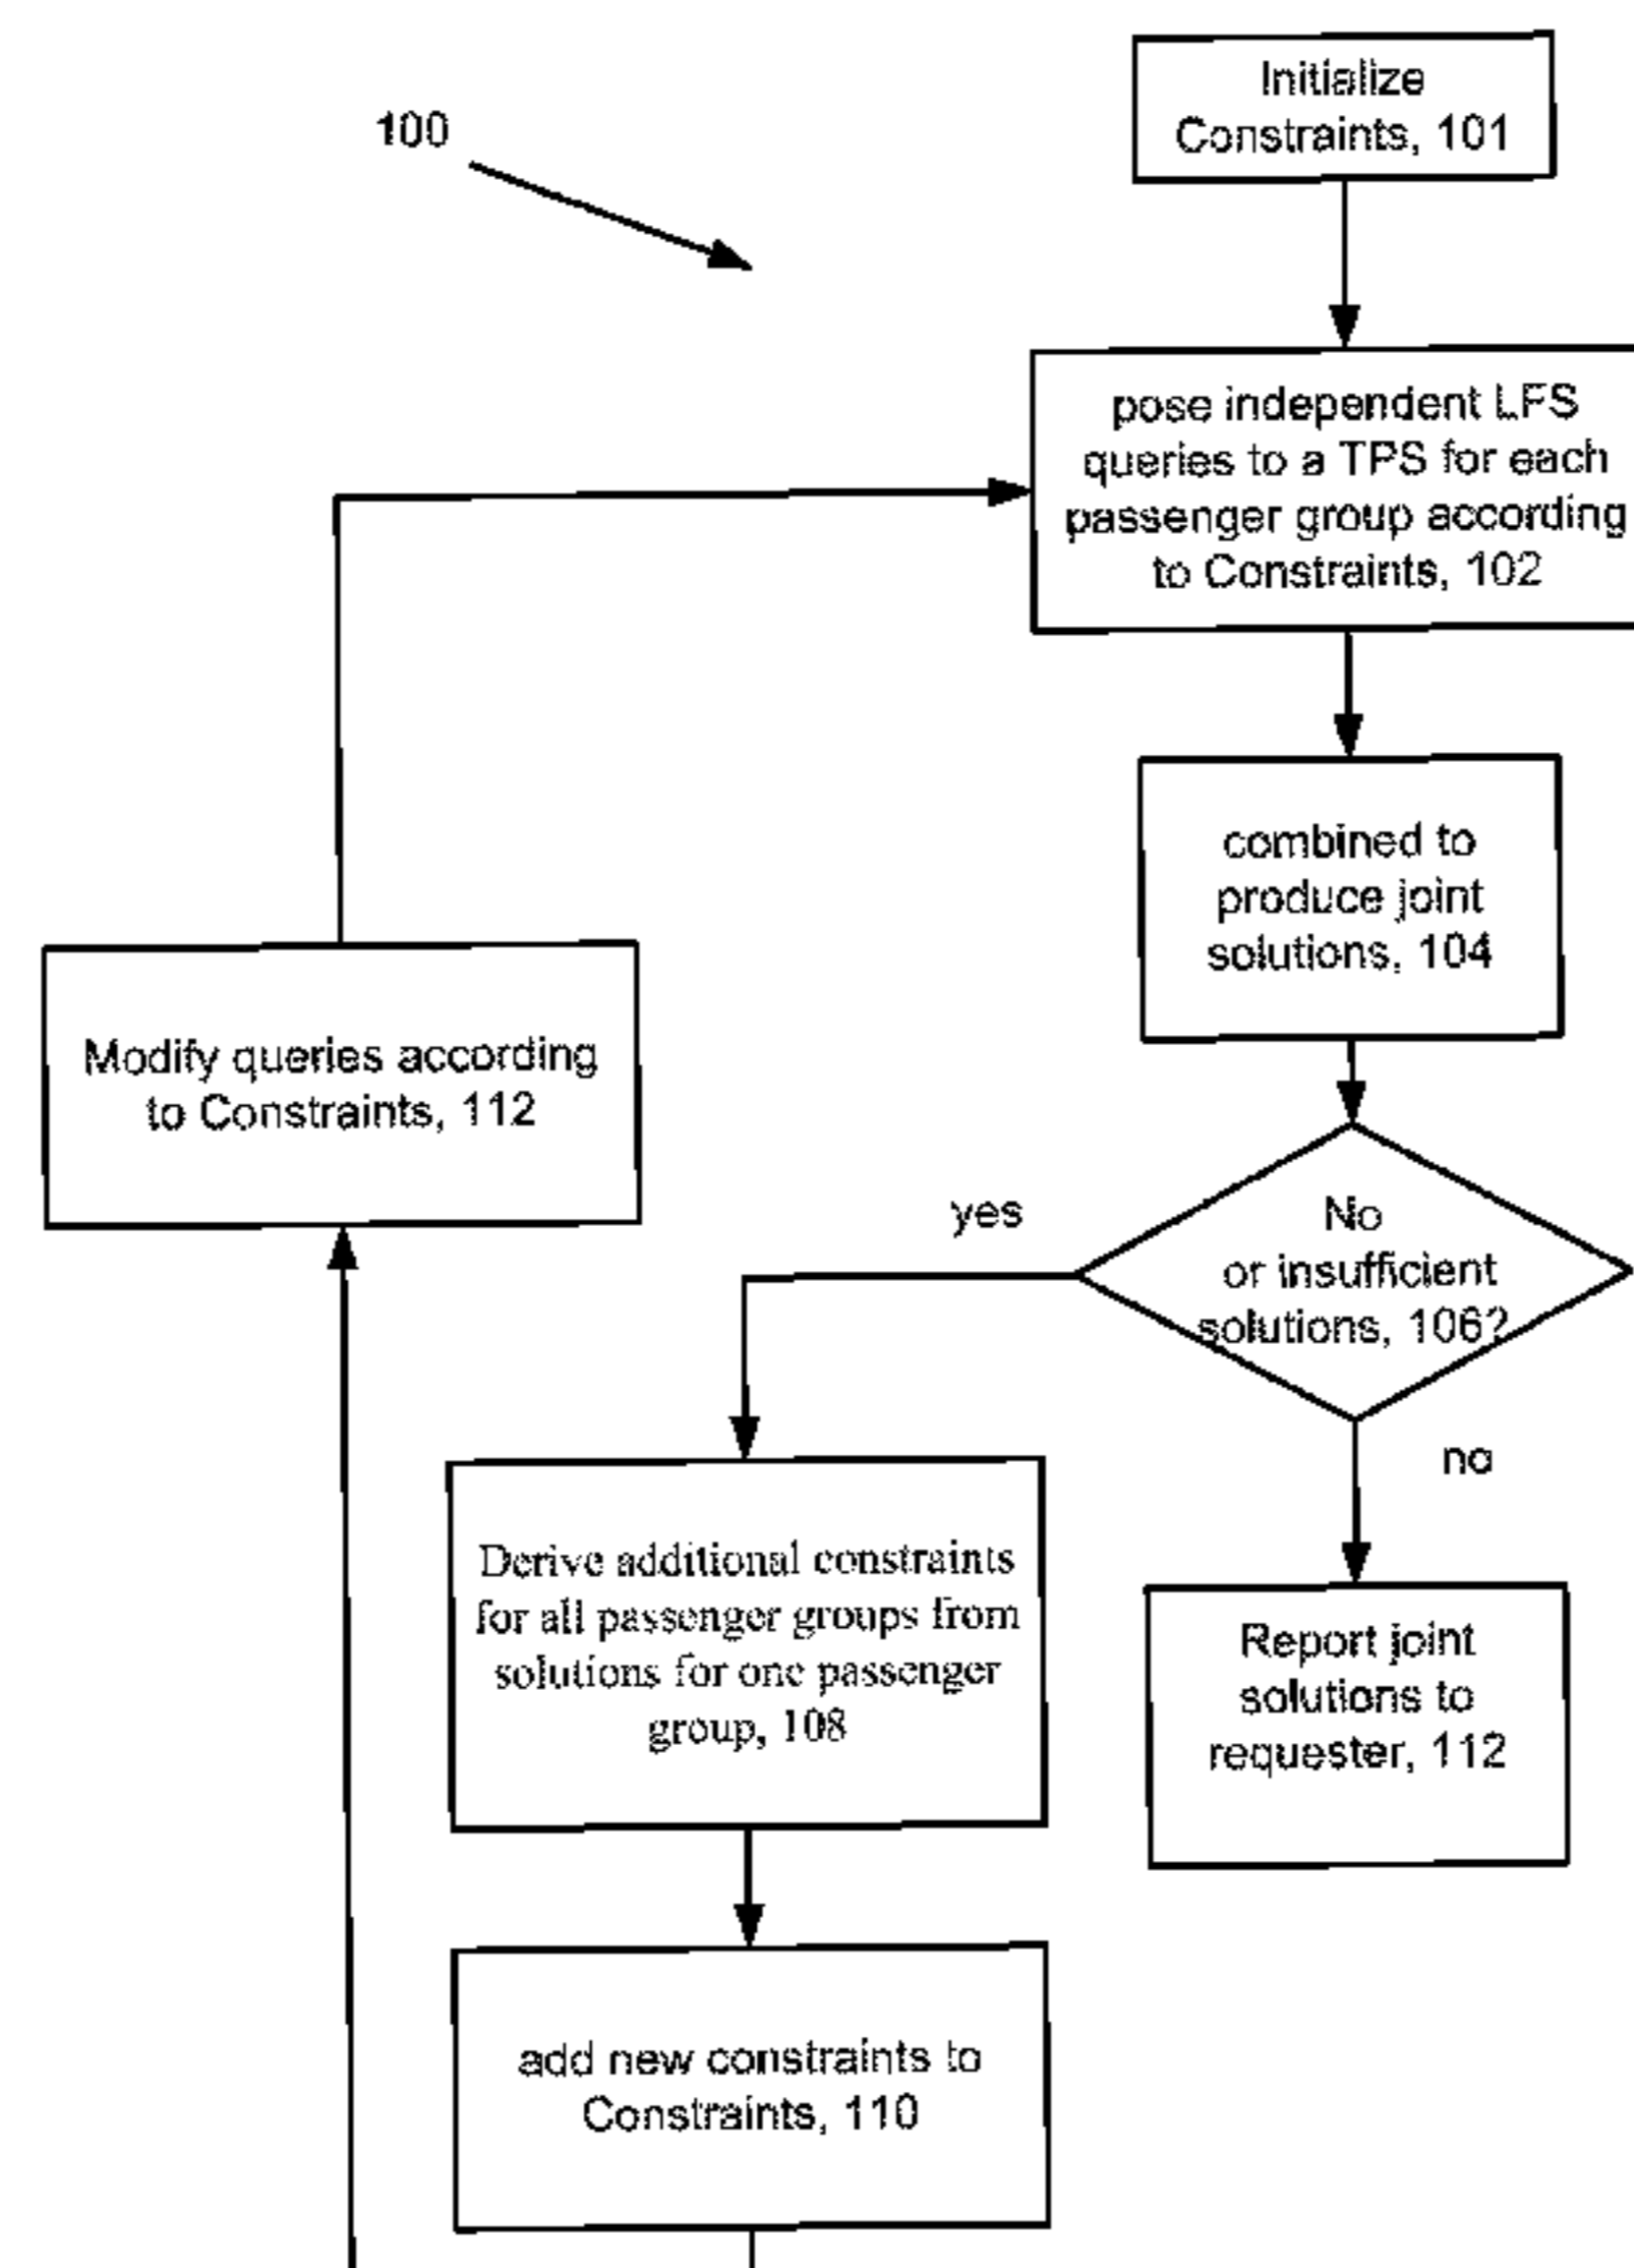 100
Initialize
Constraints, 101
pose independent LFS
queries to a TPS for each
passenger group according
to Constraints, 102
combined to
produce joint
solutions, 104
Modify queries according
to Constraints, 112
yes
No
or insufficient
solutions, 106?
no
Derive additional constraints
for all passenger groups from
solutions for one passenger
group, 108
Report joint
solutions to
requester, 112
add new constraints to
Constraints, 110